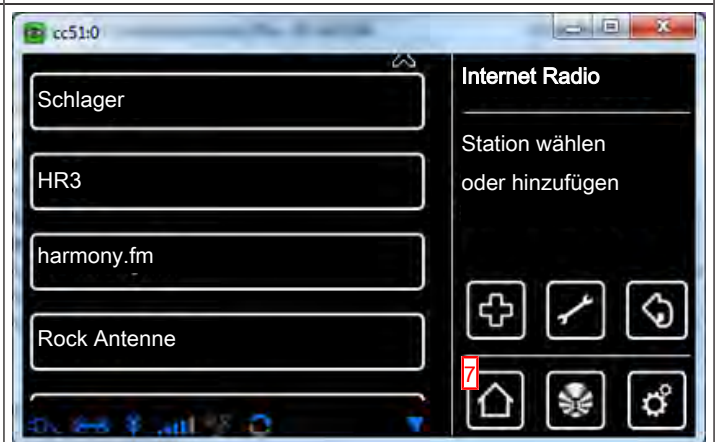 cc51:0
Schlager
HR3
harmony.fm
Rock Antenne
Internet Radio
Station wählen
oder hinzufügen
7